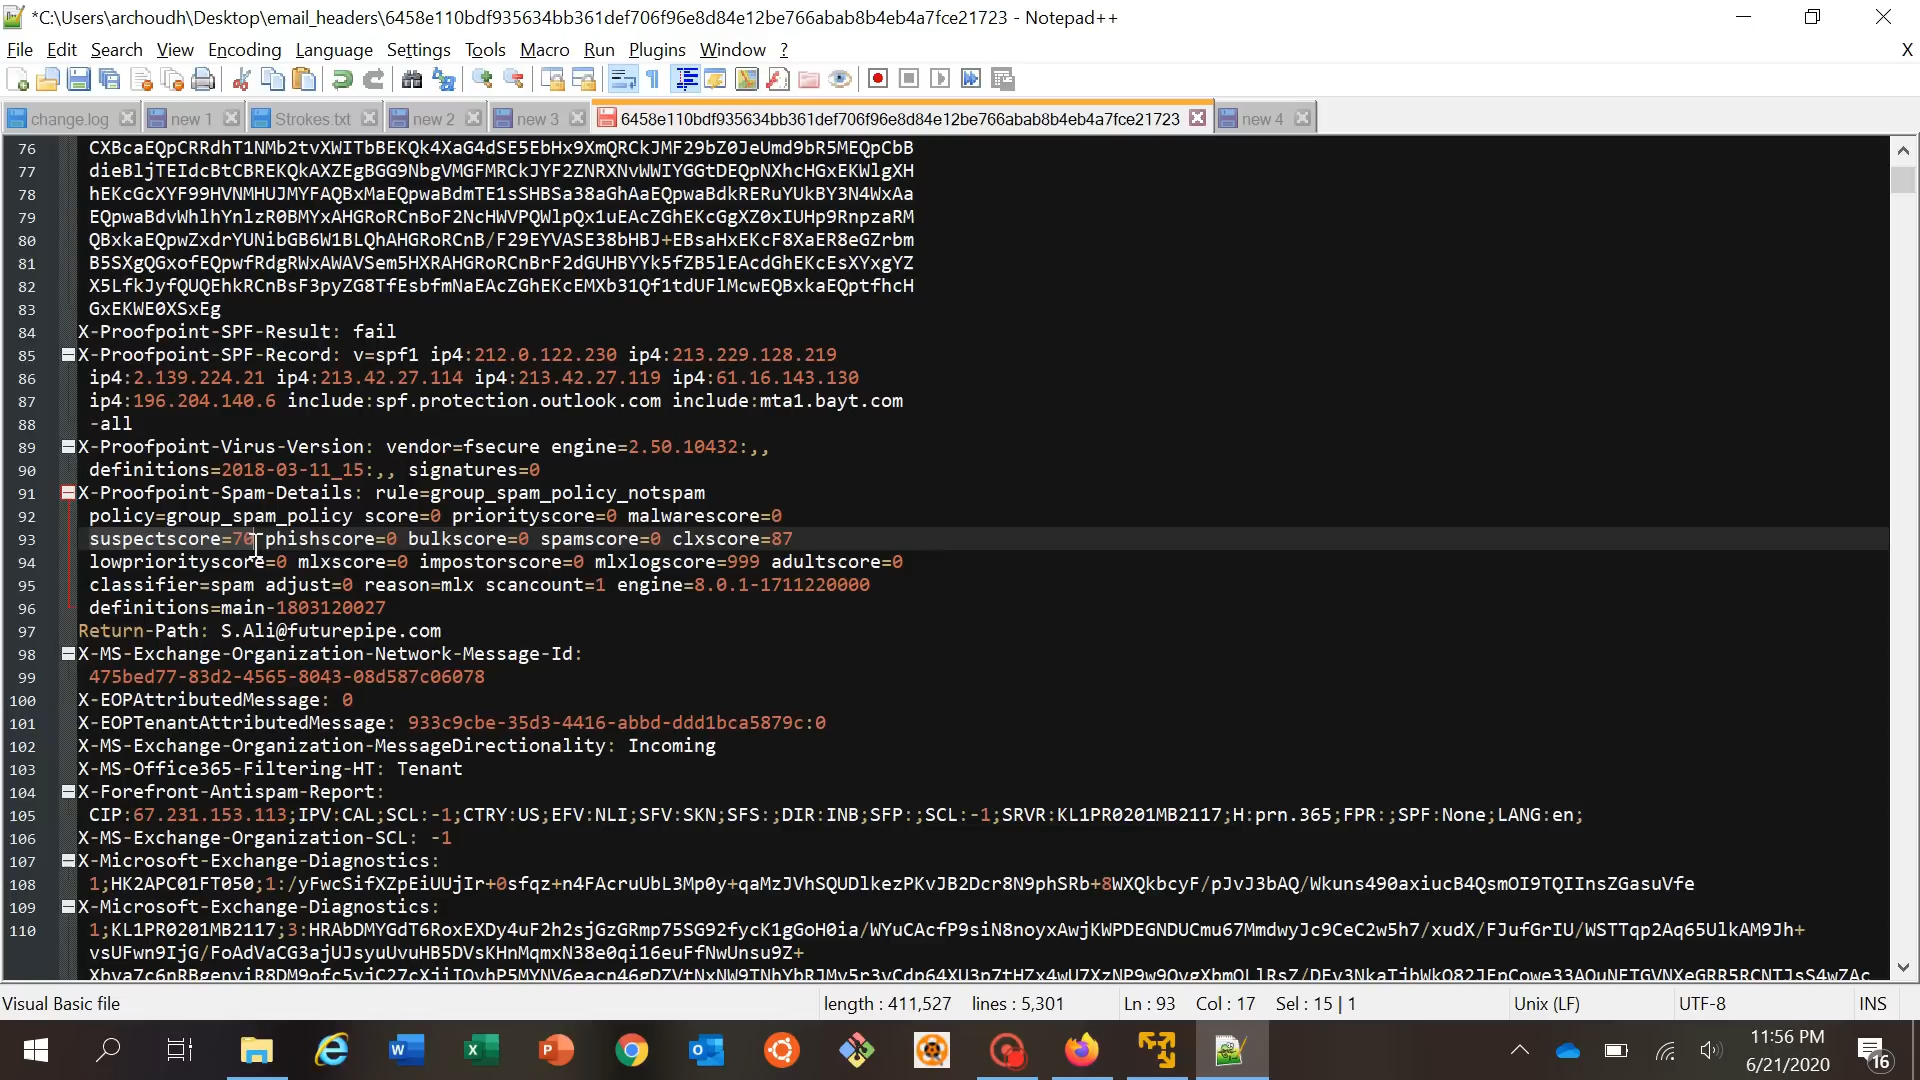 *C:\Users\archoudh\Desktop\email_headers\6458e110bdf935634bb361def706f96e8d84e12be766abab8b4eb4a7fce21723 - Notepad++
File Edit Search View Encoding Language Settings Tools Macro Run Plugins Window ? X
change.log new 1 Strokes.txt new 2 new 3 6458e110bdf935634bb361def706f96e8d84e12be766abab8b4eb4a7fce21723 new 4
76 CXBcaEQpCRRdhT1NMb2tvXWITbBEKQk4XaG4dSE5EbHx9XmQRCkJMF29bZ0JeUmd9bR5MEQpCbB
77 dieBljTEIdcBtCBREKQkAXZEgBGG9NbgVMGFMRCkJYF2ZNRXNvWWIYGGtDEQpNXhcHGxEKWlgXH
78 hEKcGcXYF99HVNMHUJMYFAQBxMaEQpwaBdmTE1sSHBSa38aGhAaEQpwaBdkRERuYUkBY3N4WxAa
79 EQpwaBdvWhlhYnlzR0BMYxAHGRoRCnBoF2NcHWVPQWlpQx1uEAcZGhEKcGgXZ0xIUHp9RnpzaRM
80 QBxkaEQpwZxdrYUNibGB6W1BLQhAHGRoRCnB/F29EYVASE38bHBJ+EBsaHxEKcF8XaER8eGZrbm
81 B5SXgQGxofEQpwfRdgRWxAWAVSem5HXRAHGRoRCnBrF2dGUHBYYk5fZB5lEAcdGhEKcEsXYxgYZ
82 X5LfkJyfQUQEhkRCnBsF3pyZG8TfEsbfmNaEAcZGhEKcEMXb31Qf1tdUFlMcwEQBxkaEQptfhcH
83 GxEKWE0XSxEg
84 X-Proofpoint-SPF-Result: fail
85 X-Proofpoint-SPF-Record: v=spf1 ip4:212.0.122.230 ip4:213.229.128.219
86 ip4:2.139.224.21 ip4:213.42.27.114 ip4:213.42.27.119 ip4:61.16.143.130
87 ip4:196.204.140.6 include:spf.protection.outlook.com include:mta1.bayt.com
88 -all
89 X-Proofpoint-Virus-Version: vendor=fsecure engine=2.50.10432:,,
90 definitions=2018-03-11_15:,, signatures=0
91 X-Proofpoint-Spam-Details: rule=group_spam_policy_notspam
92 policy=group_spam_policy score=0 priorityscore=0 malwarescore=0
93 suspectscore=70 phishscore=0 bulkscore=0 spamscore=0 clxscore=87
94 lowpriorityscore=0 mlxscore=0 impostorscore=0 mlxlogscore=999 adultscore=0
95 classifier=spam adjust=0 reason=mlx scancount=1 engine=8.0.1-1711220000
96 definitions=main-1803120027
97 Return-Path: S.Ali@futurepipe.com
98 X-MS-Exchange-Organization-Network-Message-Id:
99 475bed77-83d2-4565-8043-08d587c06078
100 X-EOPAttributedMessage: 0
101 X-EOPTenantAttributedMessage: 933c9cbe-35d3-4416-abbd-ddd1bca5879c:0
102 X-MS-Exchange-Organization-MessageDirectionality: Incoming
103 X-MS-Office365-Filtering-HT: Tenant
104 X-Forefront-Antispam-Report:
105 CIP:67.231.153.113;IPV:CAL;SCL:-1;CTRY:US;EFV:NLI;SFV:SKN;SFS:;DIR:INB;SFP:;SCL:-1;SRVR:KL1PR0201MB2117;H:prn.365;FPR:;SPF:None;LANG:en;
106 X-MS-Exchange-Organization-SCL: -1
107 X-Microsoft-Exchange-Diagnostics:
108 1;HK2APC01FT050;1:/yFwcSifXZpEiUUjIr+0sfqz+n4FAcruUbL3Mp0y+qaMzJVhSQUDlkezPKvJB2Dcr8N9phSRb+8WXQkbcyF/pJvJ3bAQ/Wkuns490axiucB4QsmOI9TQIInsZGasuVfe
109 X-Microsoft-Exchange-Diagnostics:
110 1;KL1PR0201MB2117;3:HRAbDMYGdT6RoxEXDy4uF2h2sjGzGRmp75SG92fycK1gGoH0ia/WYuCAcfP9siN8noyxAwjKWPDEGNDUCmu67MmdwyJc9CeC2w5h7/xudX/FJufGrIU/WSTTqp2Aq65UlkAM9Jh+
vsUFwn9IjG/FoAdVaCG3ajUJsyuUvuHB5DVsKHnMqmxN38e0qi16euFfNwUnsu9Z+
Visual Basic file length : 411,527 lines : 5,301 Ln : 93 Col : 17 Sel : 15 | 1 Unix (LF) UTF-8 INS
11:56 PM
6/21/2020
16